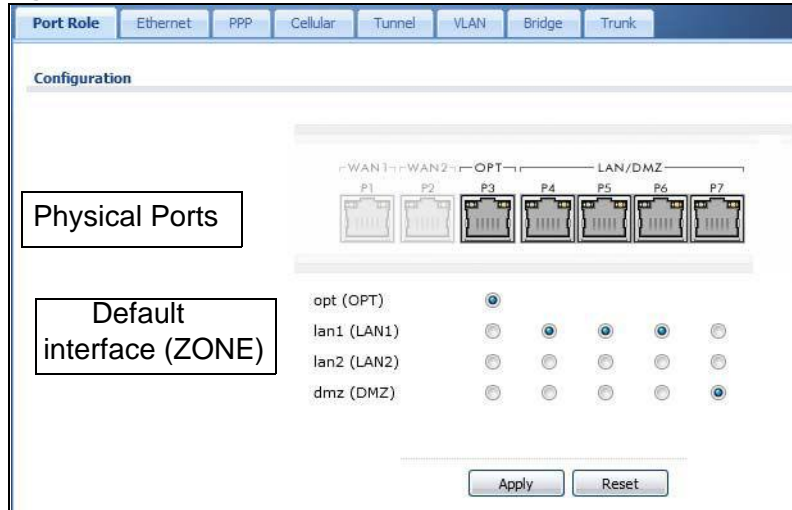 Port Role Ethernet PPP Cellular Tunnel VLAN Bridge Trunk
Configuration
WAN1 WAN2 OPT LAN/DMZ
P1 P2 P3 P4 P5 P6 P7
Physical Ports
Default
interface (ZONE)
opt (OPT)
lan1 (LAN1)
lan2 (LAN2)
dmz (DMZ)
Apply Reset